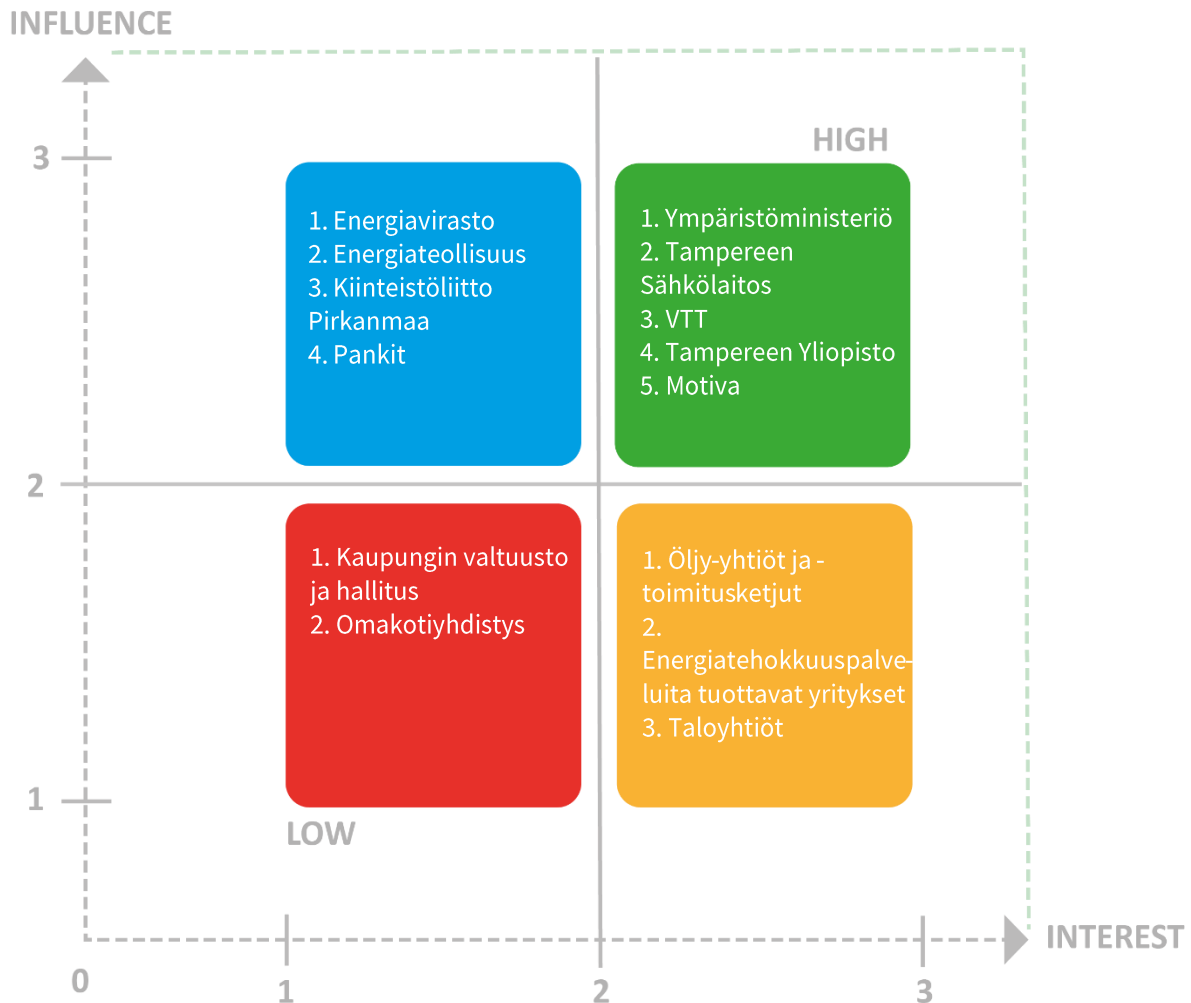 INFLUENCE
HIGH
3
1. Energiavirasto
2. Energiateollisuus
3. Kiinteistöliitto
Pirkanmaa
4. Pankit
1. Ympäristöministeriö
2. Tampereen
Sähkölaitos
3. VTT
4. Tampereen Yliopisto
5. Motiva
2
1. Kaupungin valtuusto
ja hallitus
2. Omakotiyhdistys
1. Öljy-yhtiöt ja -
toimitusketjut
2.
Energiatehokkuuspalve-
luita tuottavat yritykset
3. Taloyhtiöt
1
LOW
INTEREST
0
1
2
3